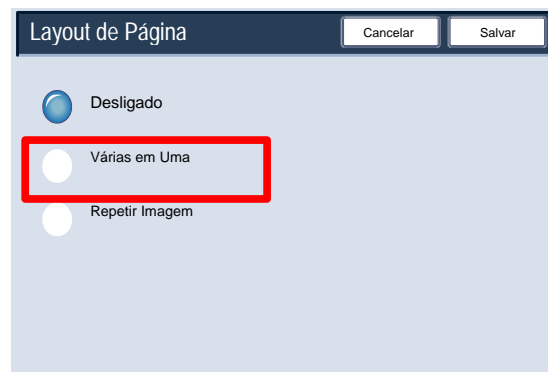 Layout de Página
Cancelar
Salvar
Desligado
Várias em Uma
Repetir Imagem